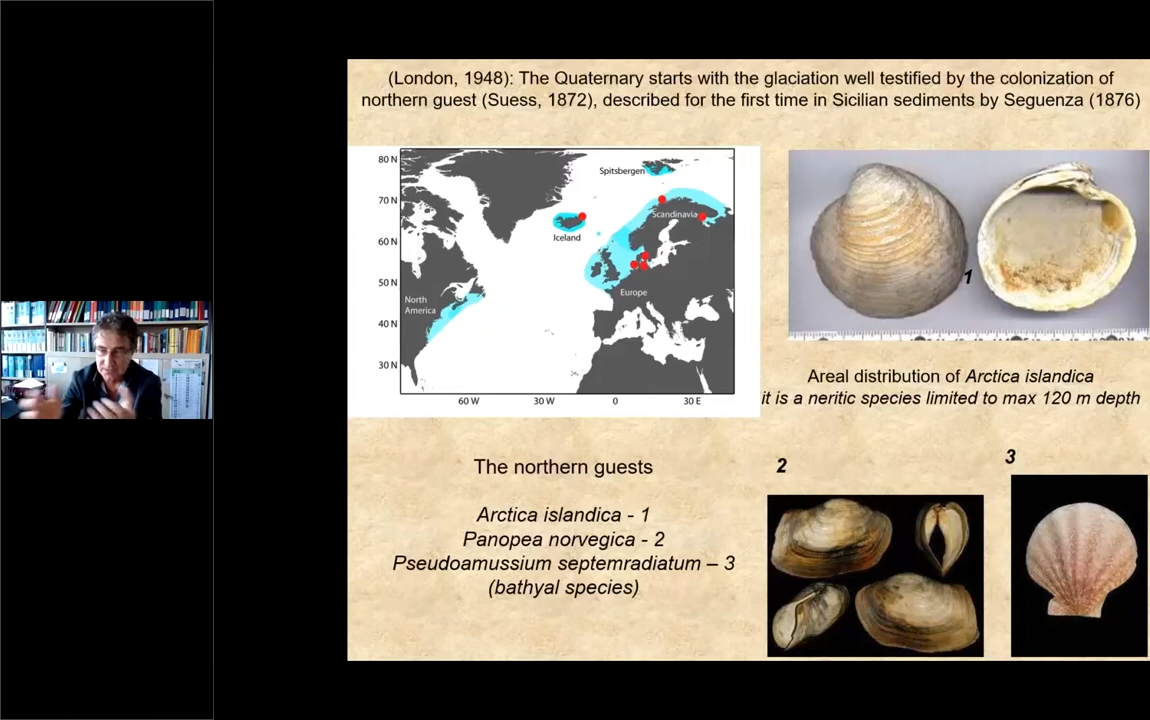 (London, 1948): The Quaternary starts with the glaciation well testified by the colonization of
northern guest (Suess, 1872), described for the first time in Sicilian sediments by Seguenza (1876)
80 N
70 N
60 N
50 N
40 N
30 N
60 W
30 W
0
30 E
Spitsbergen
Scandinavia
Iceland
Europe
North
America
1
Areal distribution of Arctica islandica
it is a neritic species limited to max 120 m depth
The northern guests
Arctica islandica - 1
Panopea norvegica - 2
Pseudoamussium septemradiatum – 3
(bathyal species)
2
3